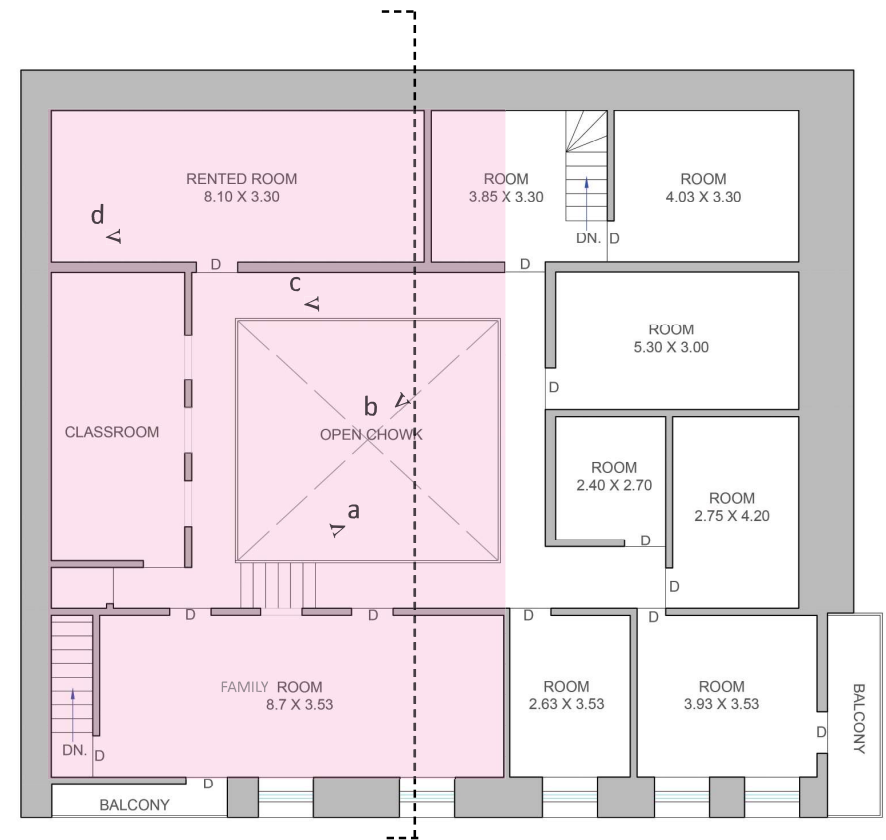 RENTED ROOM
8.10 X 3.30
ROOM
3.85 X 3.30
ROOM
4.03 X 3.30
d
DN.
D
D
D
c
ROOM
5.30 X 3.00
D
b
CLASSROOM
OPEN CHOWK
ROOM
2.40 X 2.70
ROOM
2.75 X 4.20
a
D
D
D
D
D
D
FAMILY ROOM
8.7 X 3.53
ROOM
2.63 X 3.53
ROOM
3.93 X 3.53
BALCONY
D
DN.
D
D
BALCONY